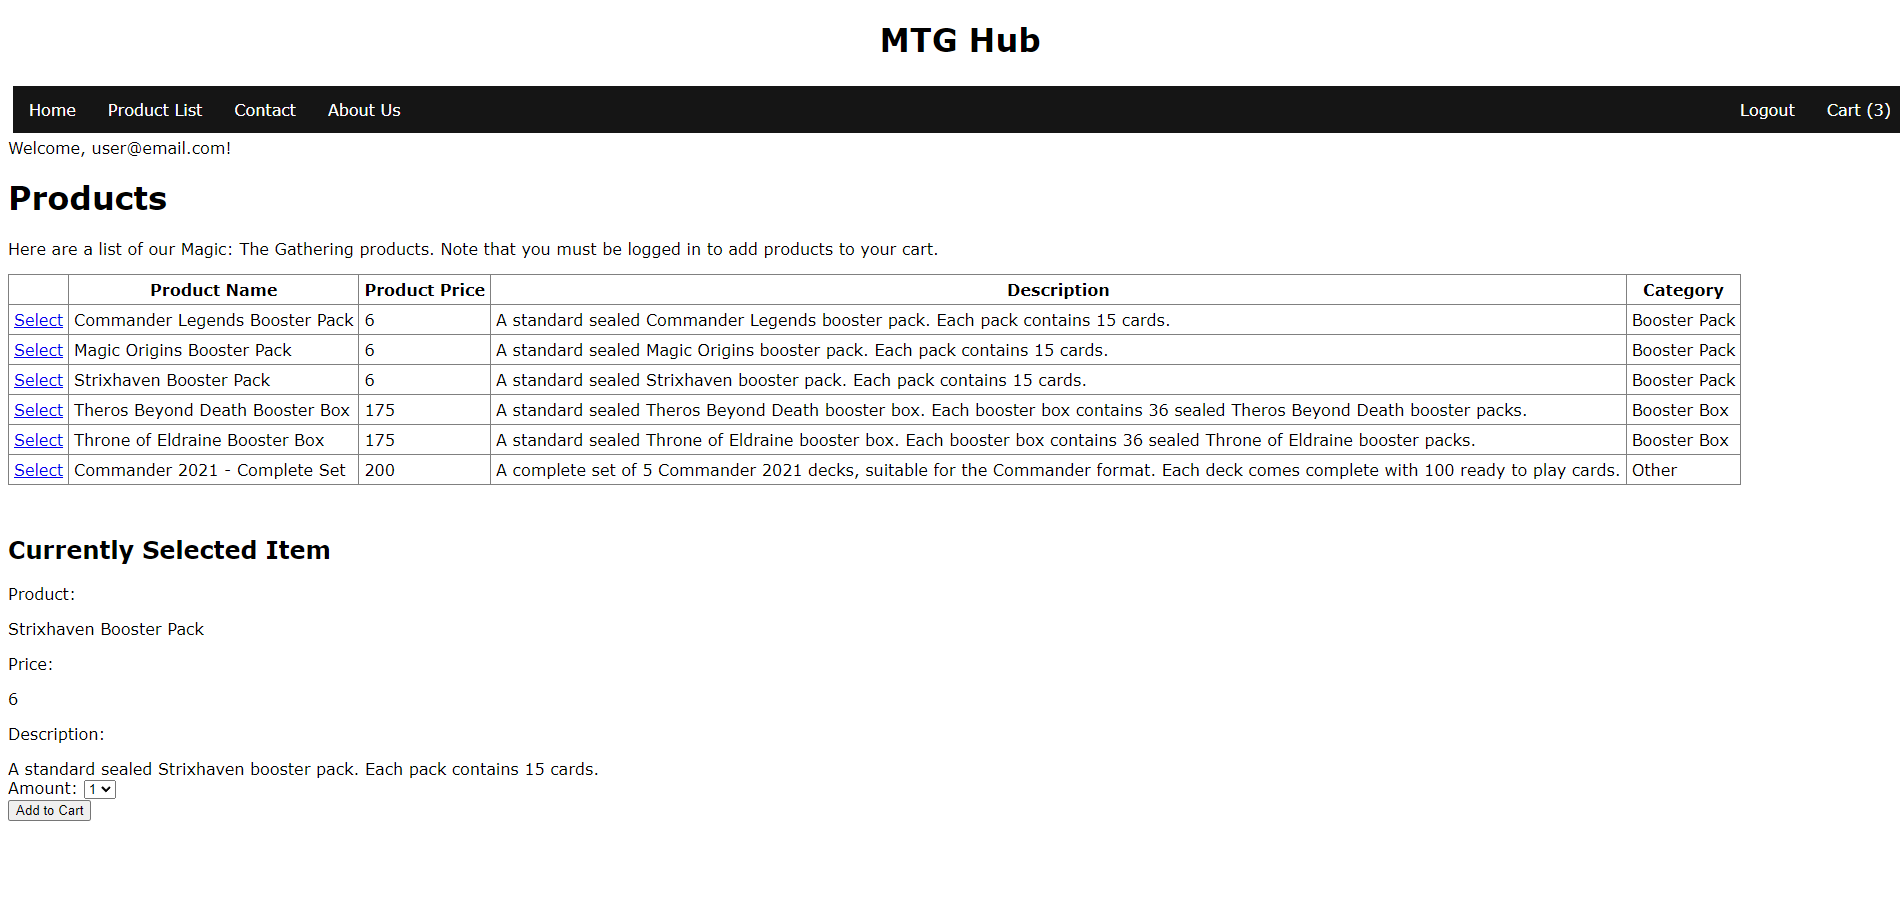 MTG Hub
Home Product List Contact About Us Logout Cart (3)
Welcome, user@email.com!
Products
Here are a list of our Magic: The Gathering products. Note that you must be logged in to add products to your cart.
Product Name Product Price Description Category
Select Commander Legends Booster Pack 6 A standard sealed Commander Legends booster pack. Each pack contains 15 cards. Booster Pack
Select Magic Origins Booster Pack 6 A standard sealed Magic Origins booster pack. Each pack contains 15 cards. Booster Pack
Select Strixhaven Booster Pack 6 A standard sealed Strixhaven booster pack. Each pack contains 15 cards. Booster Pack
Select Theros Beyond Death Booster Box 175 A standard sealed Theros Beyond Death booster box. Each booster box contains 36 sealed Theros Beyond Death booster packs. Booster Box
Select Throne of Eldraine Booster Box 175 A standard sealed Throne of Eldraine booster box. Each booster box contains 36 sealed Throne of Eldraine booster packs. Booster Box
Select Commander 2021 - Complete Set 200 A complete set of 5 Commander 2021 decks, suitable for the Commander format. Each deck comes complete with 100 ready to play cards. Other
Currently Selected Item
Product:
Strixhaven Booster Pack
Price:
6
Description:
A standard sealed Strixhaven booster pack. Each pack contains 15 cards.
Amount: 1
Add to Cart